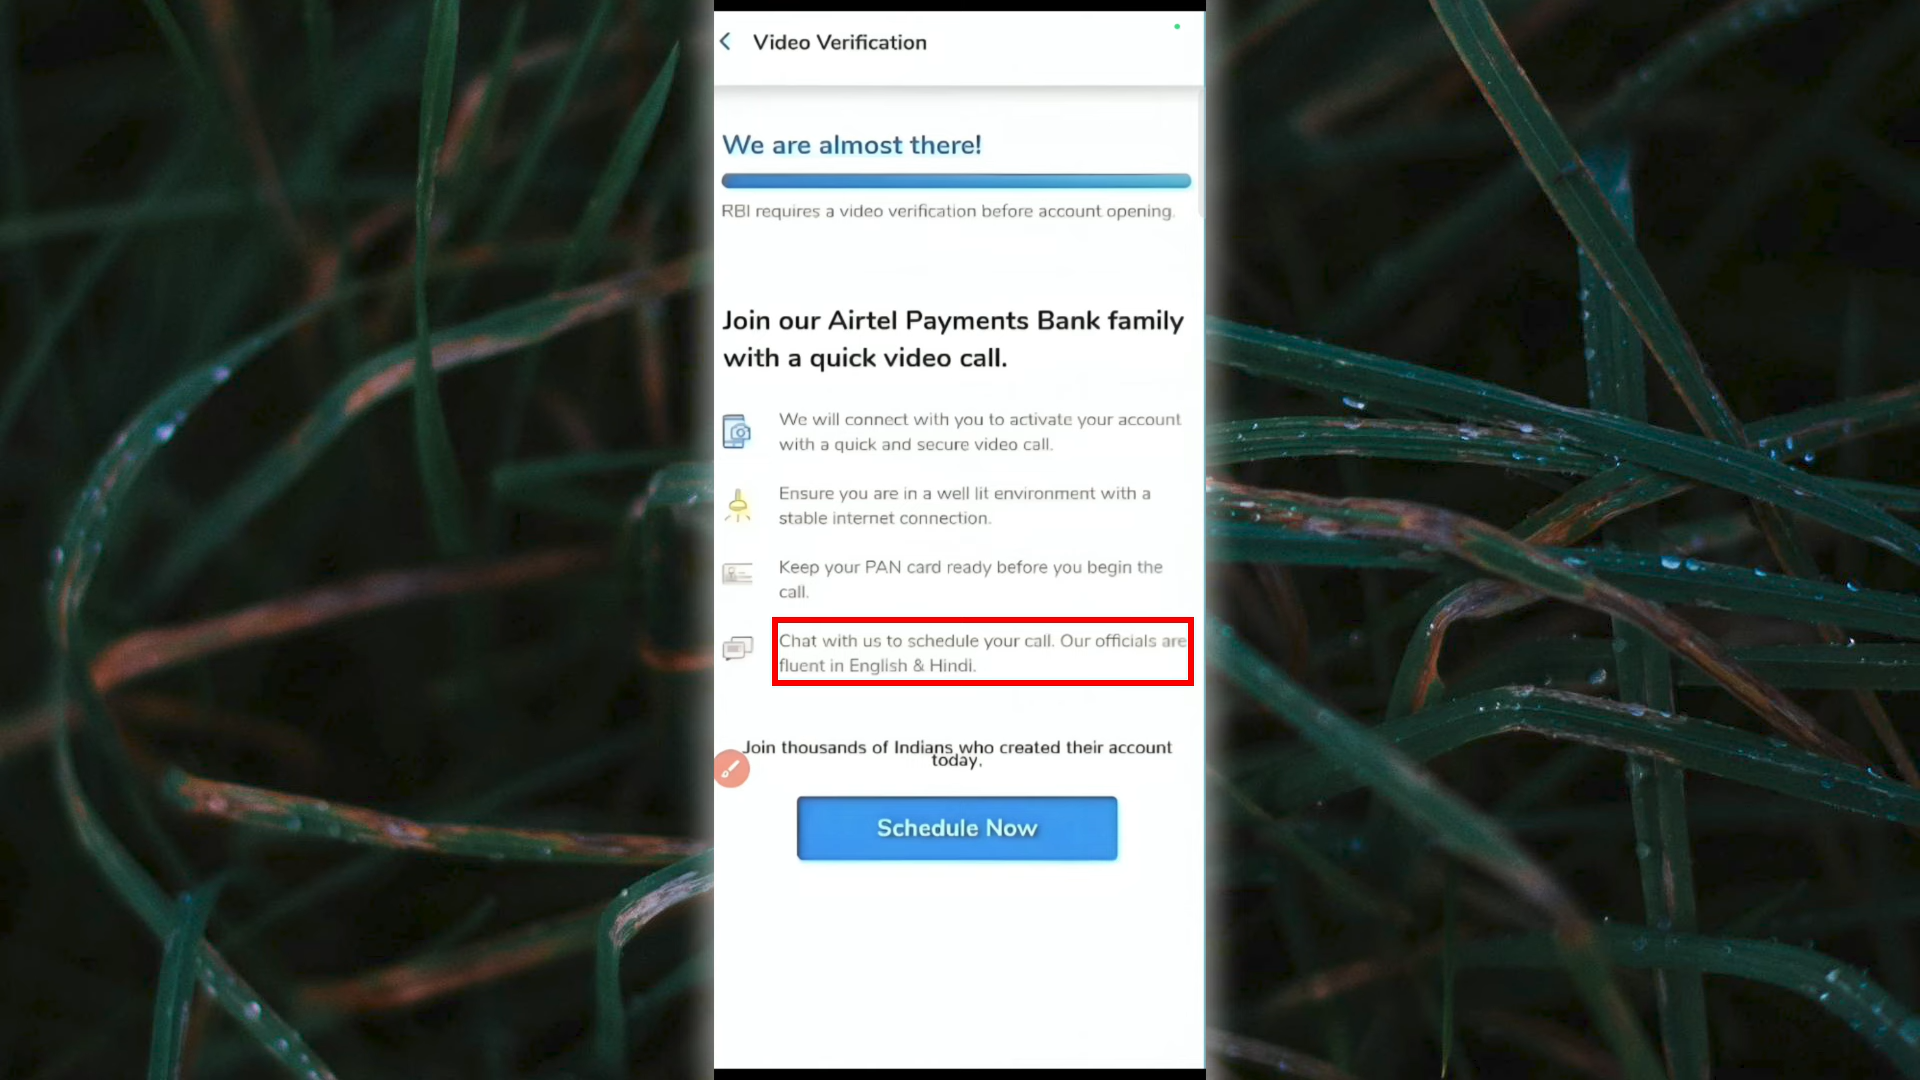 Video Verification
We are almost there!
RBI requires a video verification before account opening.
Join our Airtel Payments Bank family
with a quick video call.
We will connect with you to activate your account
with a quick and secure video call.
Ensure you are in a well lit environment with a
stable internet connection.
Keep your PAN card ready before you begin the
call.
Chat with us to schedule your call. Our officials are
fluent in English & Hindi.
Join thousands of Indians who created their account
today.
Schedule Now